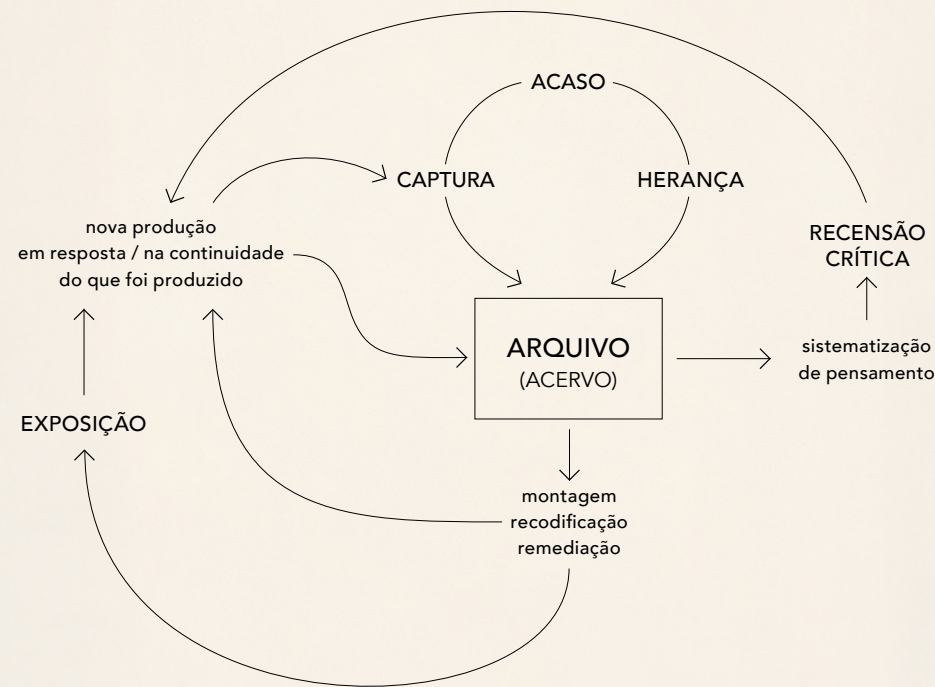 ACASO
CAPTURA
HERANÇA
nova produção
em resposta / na continuidade
do que foi produzido
RECENSÃO
CRÍTICA
ARQUIVO
(ACERVO)
sistematização
de pensamento
EXPOSIÇÃO
montagem
recodificação
remediação